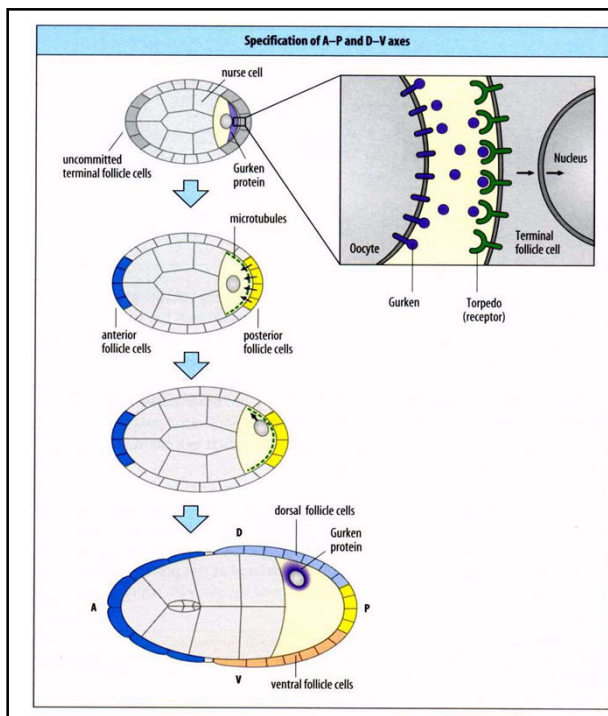 Specification of A–P and D–V axes
nurse cell
uncommitted
terminal follicle cells
Gurken
protein
Nucleus
Oocyte
Terminal
follicle cell
Gurken
Torpedo
(receptor)
microtubules
anterior
follicle cells
posterior
follicle cells
dorsal follicle cells
Gurken
protein
D
A
P
V
ventral follicle cells